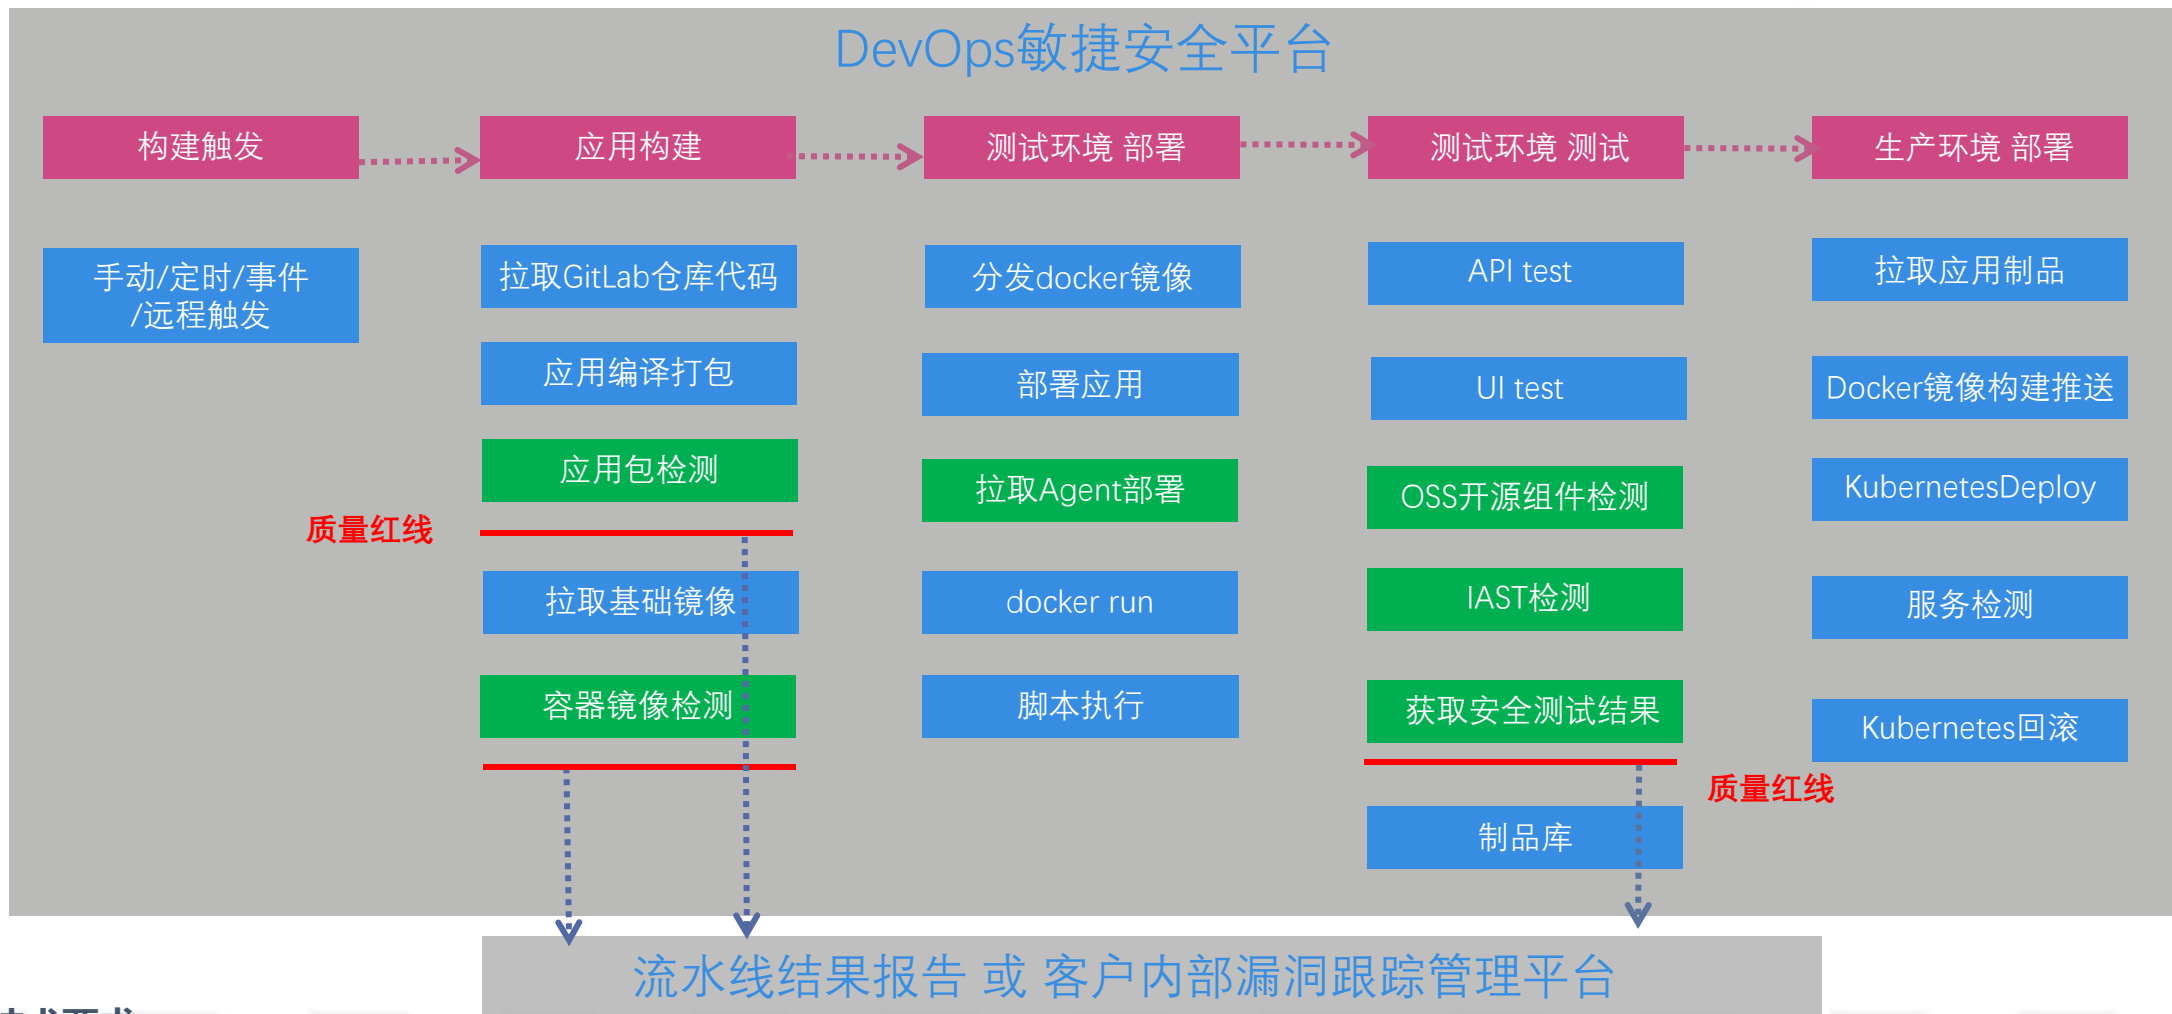 DevOps敏捷安全平台
构建触发
应用构建
测试环境 部署
测试环境 测试
生产环境 部署
手动/定时/事件
/远程触发
拉取GitLab仓库代码
应用编译打包
应用包检测
质量红线
拉取基础镜像
容器镜像检测
分发docker镜像
部署应用
拉取Agent部署
docker run
脚本执行
API test
UI test
OSS开源组件检测
IAST检测
获取安全测试结果
质量红线
制品库
拉取应用制品
Docker镜像构建推送
KubernetesDeploy
服务检测
Kubernetes回滚
流水线结果报告 或 客户内部漏洞跟踪管理平台